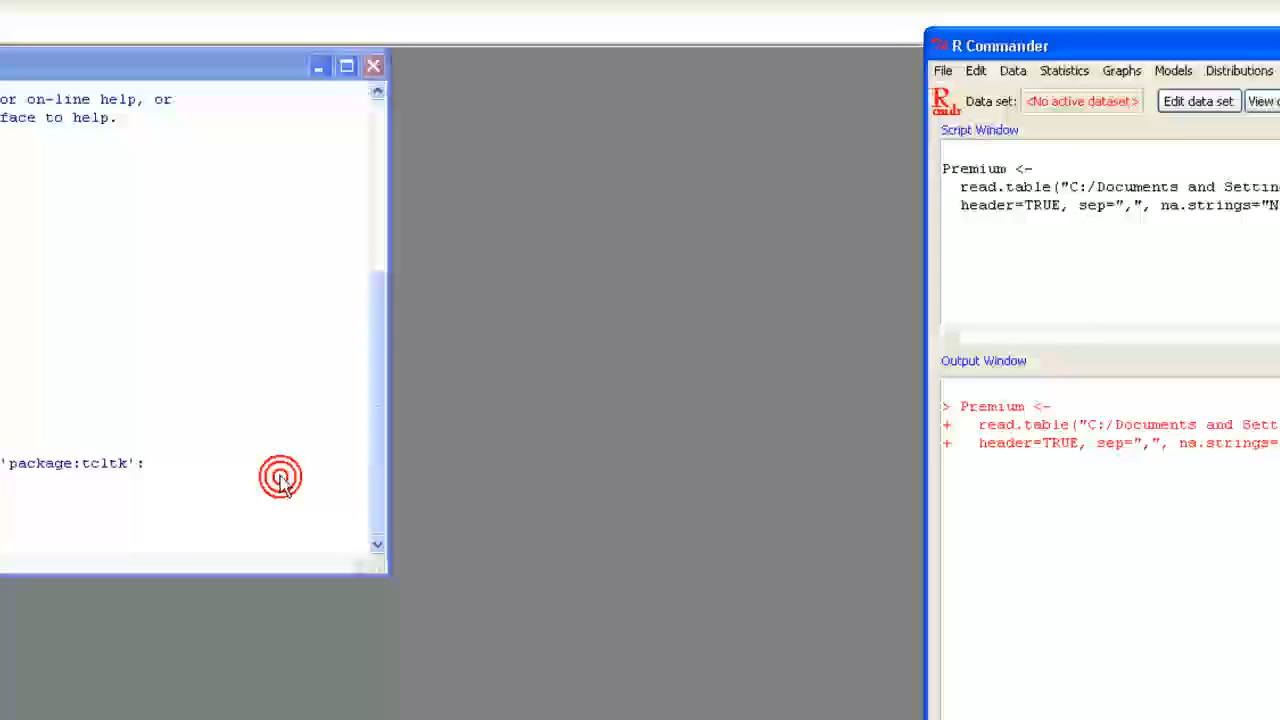 or on-line help, or
face to help.
'package:tcltk':
R Commander
File Edit Data Statistics Graphs Models Distributions
R Data set: <No active dataset> Edit data set View
Script Window
Premium <-
read.table("C:/Documents and Settin
header=TRUE, sep=",", na.strings="N
Output Window
> Premium <-
+ read.table("C:/Documents and Sett
+ header=TRUE, sep=",", na.strings=